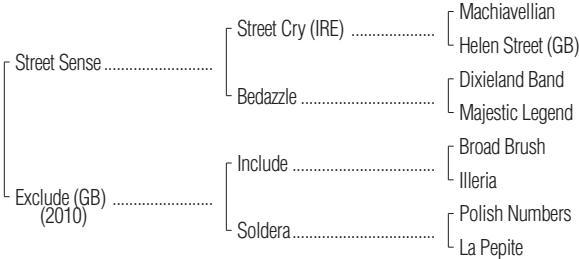 Machiavellian
Street Cry (IRE) ....................
Helen Street (GB)
Street Sense ..........................
Dixieland Band
Bedazzle ................................
Majestic Legend
Broad Brush
Include ...................................
Illeria
Exclude (GB) ........................
(2010)
Polish Numbers
Soldera..................................
La Pepite